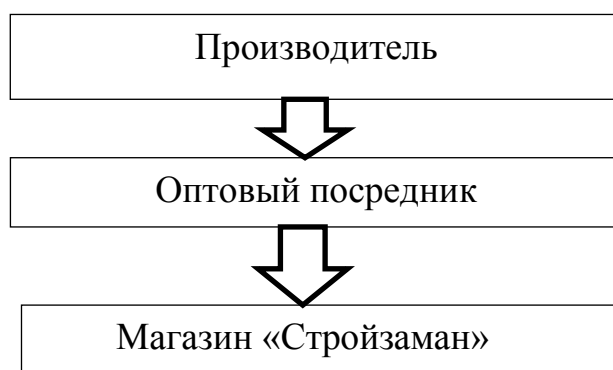 Производитель
Оптовый посредник
Магазин «Стройзаман»